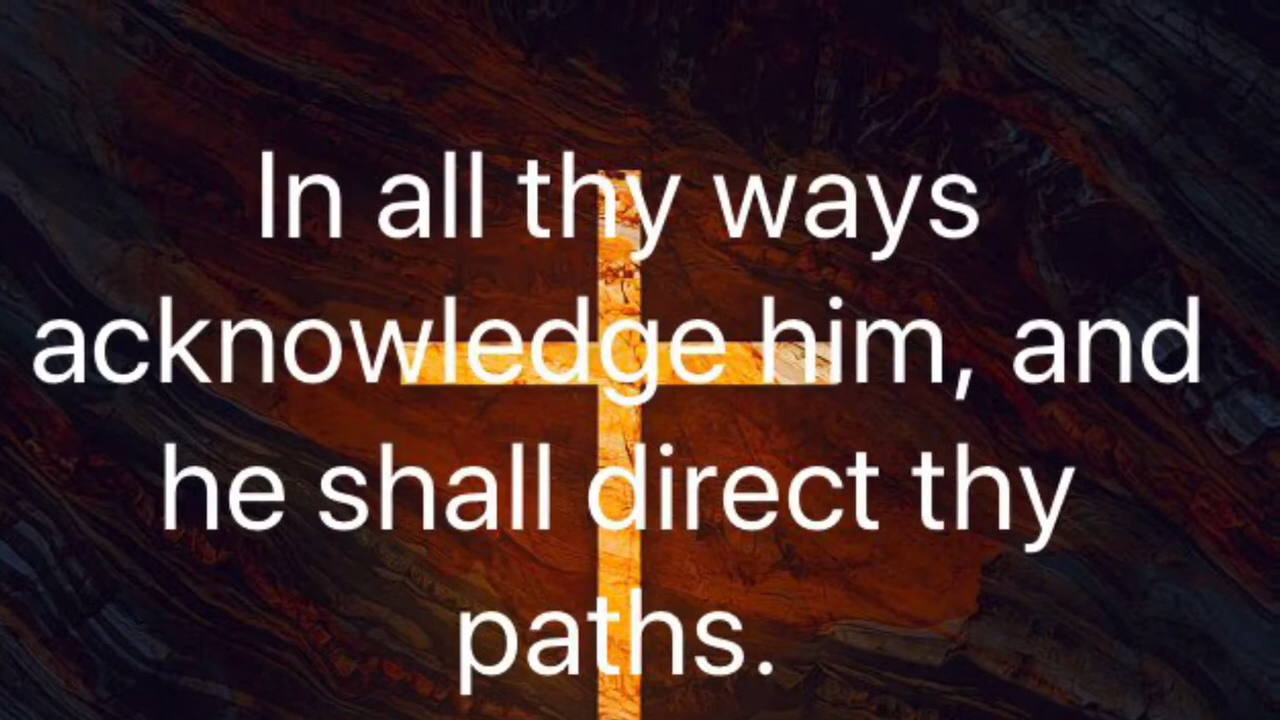 In all thy ways
acknowledge him, and
he shall direct thy
paths.